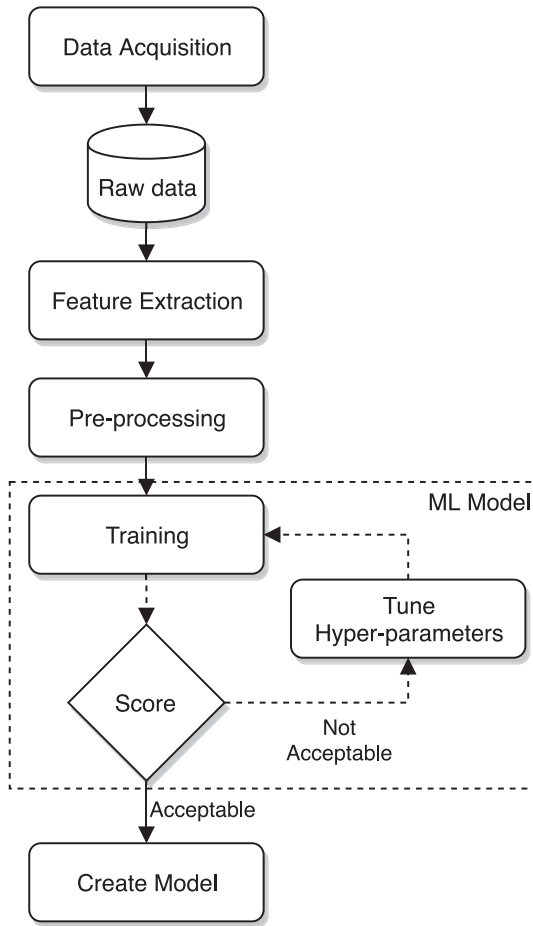 Data Acquisition
Raw data
Feature Extraction
Pre-processing
ML Model
Training
Tune
Hyper-parameters
Score
Not
Acceptable
Acceptable
Create Model